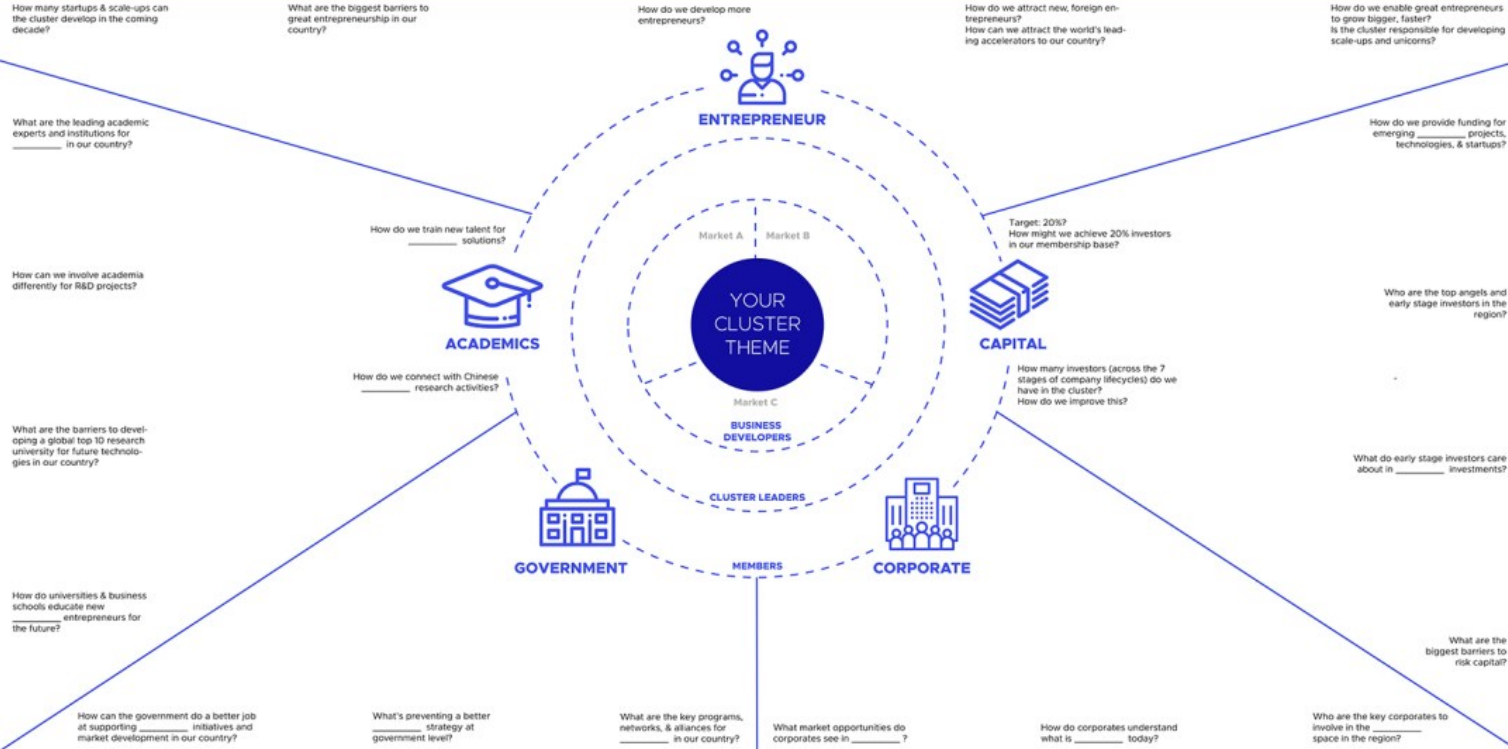 How many startups & scale-ups can
the cluster develop in the coming
decade?
What are the biggest barriers to
great entrepreneurship in our
country?
How do we develop more
entrepreneurs?
How do we attract new, foreign en-
trepreneurs?
How can we attract the world's lead-
ing accelerators to our country?
How do we enable great entrepreneurs
to grow bigger, faster?
Is the cluster responsible for developing
scale-ups and unicorns?
ENTREPRENEUR
What are the leading academic
experts and institutions for
_________ in our country?
How do we train new talent for
_________ solutions?
How can we involve academia
differently for R&D projects?
ACADEMICS
How do we connect with Chinese
_________ research activities?
What are the barriers to devel-
oping a global top 10 research
university for future technolo-
gies in our country?
How do universities & business
schools educate new
_________ entrepreneurs for
the future?
Market A
Market B
YOUR
CLUSTER
THEME
Market C
BUSINESS
DEVELOPERS
CLUSTER LEADERS
MEMBERS
How do we provide funding for
emerging _________ projects,
technologies, & startups?
Target: 20%?
How might we achieve 20% investors
in our membership base?
Who are the top angels and
early stage investors in the
region?
CAPITAL
How many investors (across the 7
stages of company lifecycles) do we
have in the cluster?
How do we improve this?
What do early stage investors care
about in _________ investments?
What are the
biggest barriers to
risk capital?
GOVERNMENT
How can the government do a better job
at supporting _________ initiatives and
market development in our country?
What's preventing a better
_________ strategy at
government level?
What are the key programs,
networks, & alliances for
_________ in our country?
CORPORATE
What market opportunities do
corporates see in _________ ?
How do corporates understand
what is _________ today?
Who are the key corporates to
involve in the _________
space in the region?